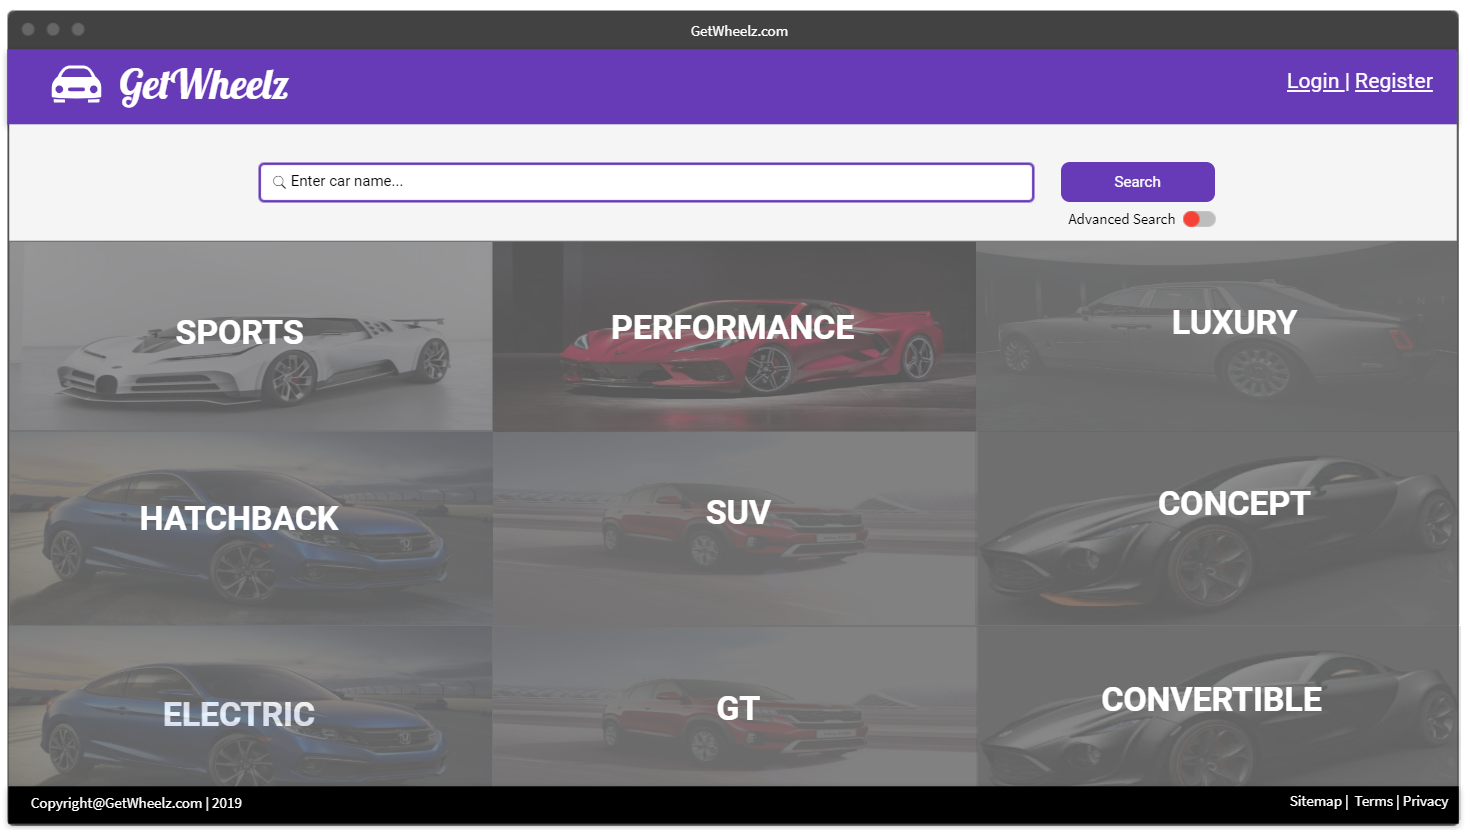 GetWheelz.com
GetWheelz
Login | Register
Enter car name...
Search
Advanced Search
SPORTS
PERFORMANCE
LUXURY
HATCHBACK
SUV
CONCEPT
ELECTRIC
GT
CONVERTIBLE
Copyright@GetWheelz.com | 2019
Sitemap | Terms | Privacy